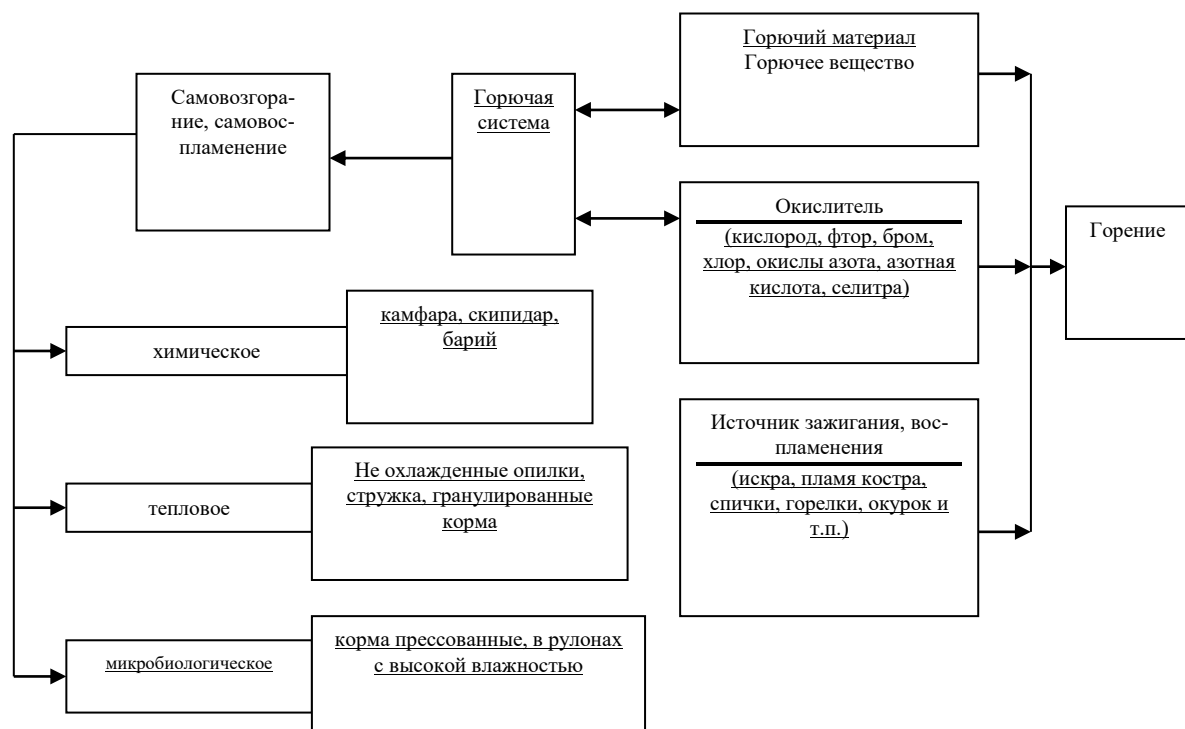 Горючий материал
Горючее вещество
Самовозгора-
ние, самовос-
пламенение
Горючая
система
Окислитель
(кислород, фтор, бром,
хлор, окислы азота, азотная
кислота, селитра)
Горение
камфара, скипидар,
барий
химическое
Источник зажигания, вос-
пламенения
(искра, пламя костра,
спички, горелки, окурок и
т.п.)
Не охлажденные опилки,
стружка, гранулированные
корма
тепловое
корма прессованные, в рулонах
с высокой влажностью
микробиологическое